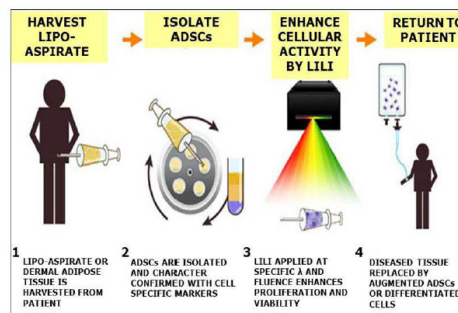 HARVEST
LIPO-
ASPIRATE
ISOLATE
ADSCs
ENHANCE
CELLULAR
ACTIVITY
BY LILI
RETURN TO
PATIENT
1
LIPO-ASPIRATE OR
DERMAL ADIPOSE
TISSUE IS
HARVESTED FROM
PATIENT
2
ADSCs ARE ISOLATED
AND CHARACTER
CONFIRMED WITH CELL
SPECIFIC MARKERS
3
LILI APPLIED AT
SPECIFIC λ AND
FLUENCE ENHANCES
PROLIFERATION AND
VIABILITY
4
DISEASED TISSUE
REPLACED BY
AUGMENTED ADSCs
OR DIFFERENTIATED
CELLS